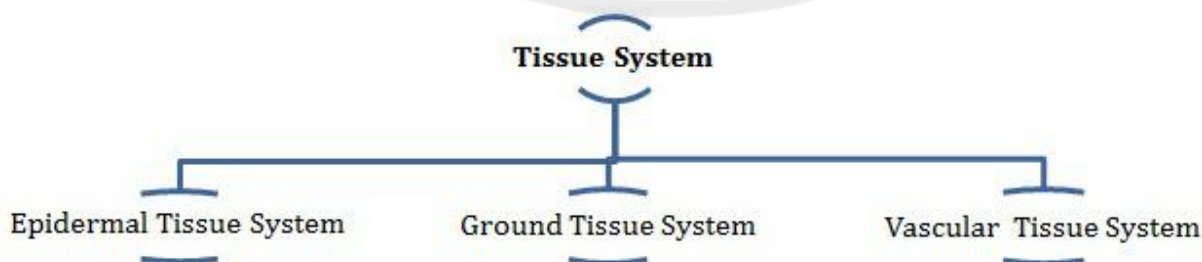 Tissue System
Epidermal Tissue System
Ground Tissue System
Vascular Tissue System